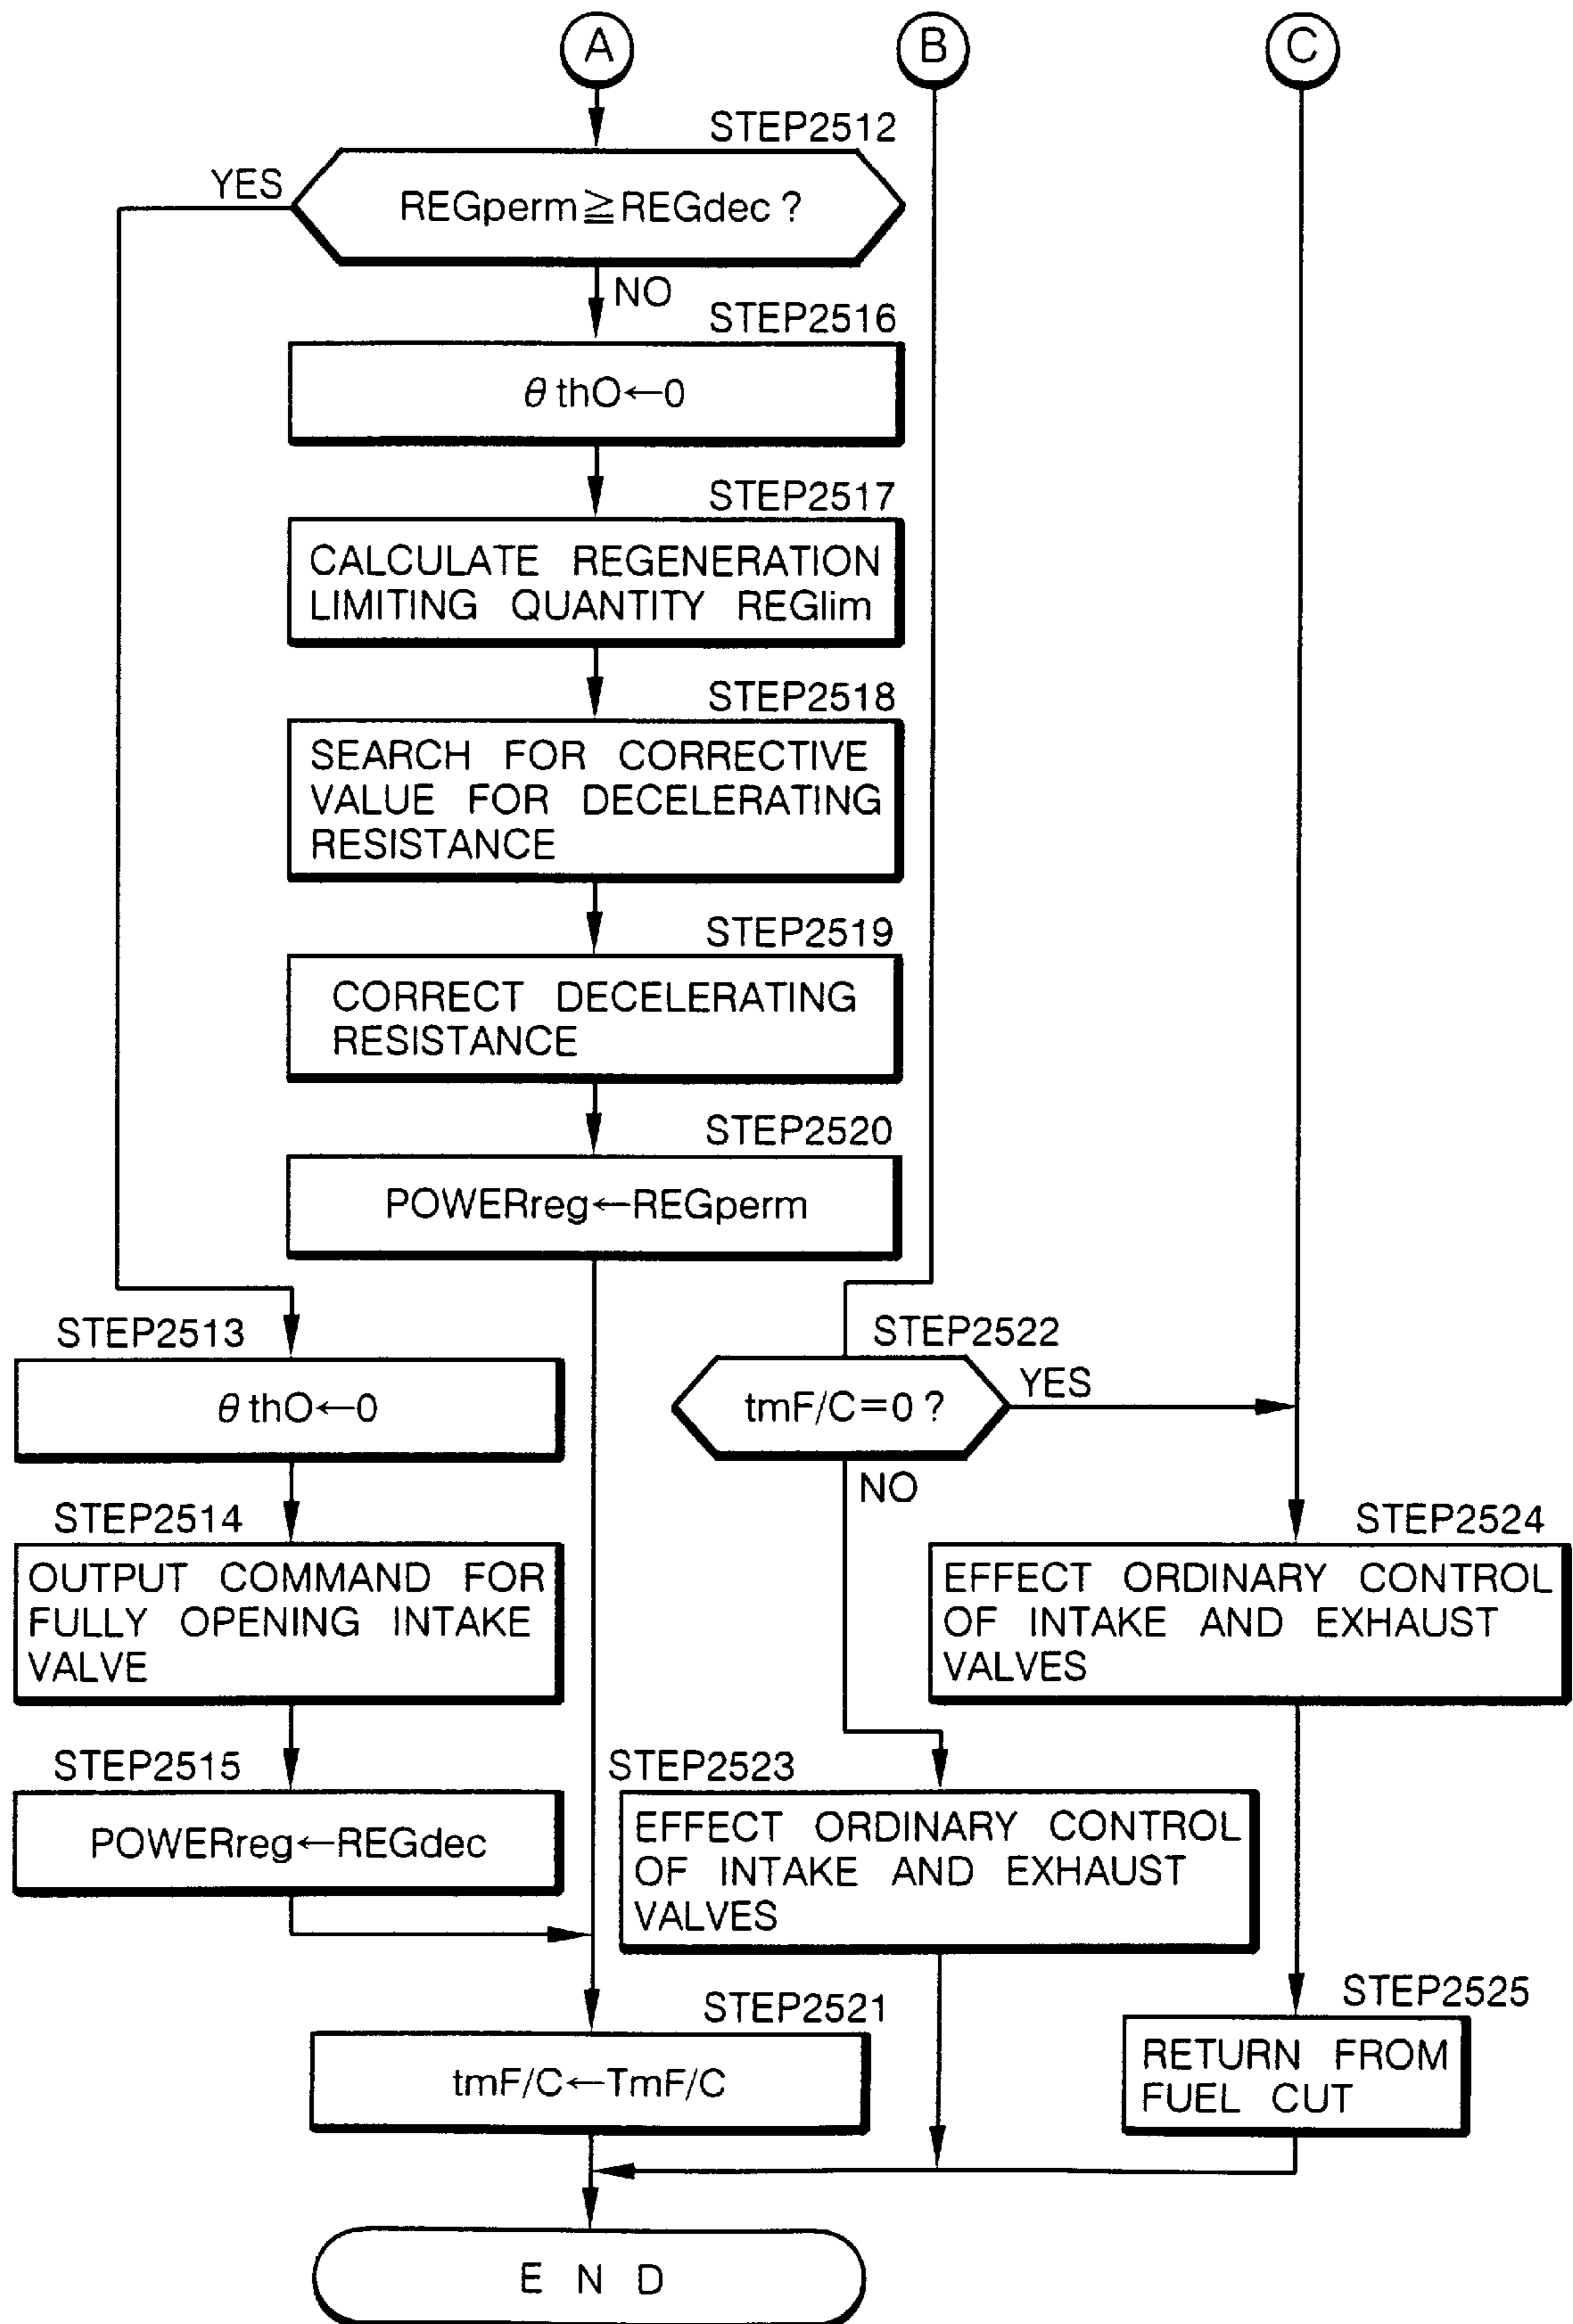 A
B
C
STEP2512
YES
REGperm≧REGdec ?
NO
STEP2516
θ thO←0
STEP2517
CALCULATE REGENERATION
LIMITING QUANTITY REGlim
STEP2518
SEARCH FOR CORRECTIVE
VALUE FOR DECELERATING
RESISTANCE
STEP2519
CORRECT DECELERATING
RESISTANCE
STEP2520
POWERreg←REGperm
STEP2513
θ thO←0
STEP2514
OUTPUT COMMAND FOR
FULLY OPENING INTAKE
VALVE
STEP2515
POWERreg←REGdec
STEP2522
tmF/C=0 ?
YES
NO
STEP2524
EFFECT ORDINARY CONTROL
OF INTAKE AND EXHAUST
VALVES
STEP2523
EFFECT ORDINARY CONTROL
OF INTAKE AND EXHAUST
VALVES
STEP2525
RETURN FROM
FUEL CUT
STEP2521
tmF/C←TmF/C
E N D